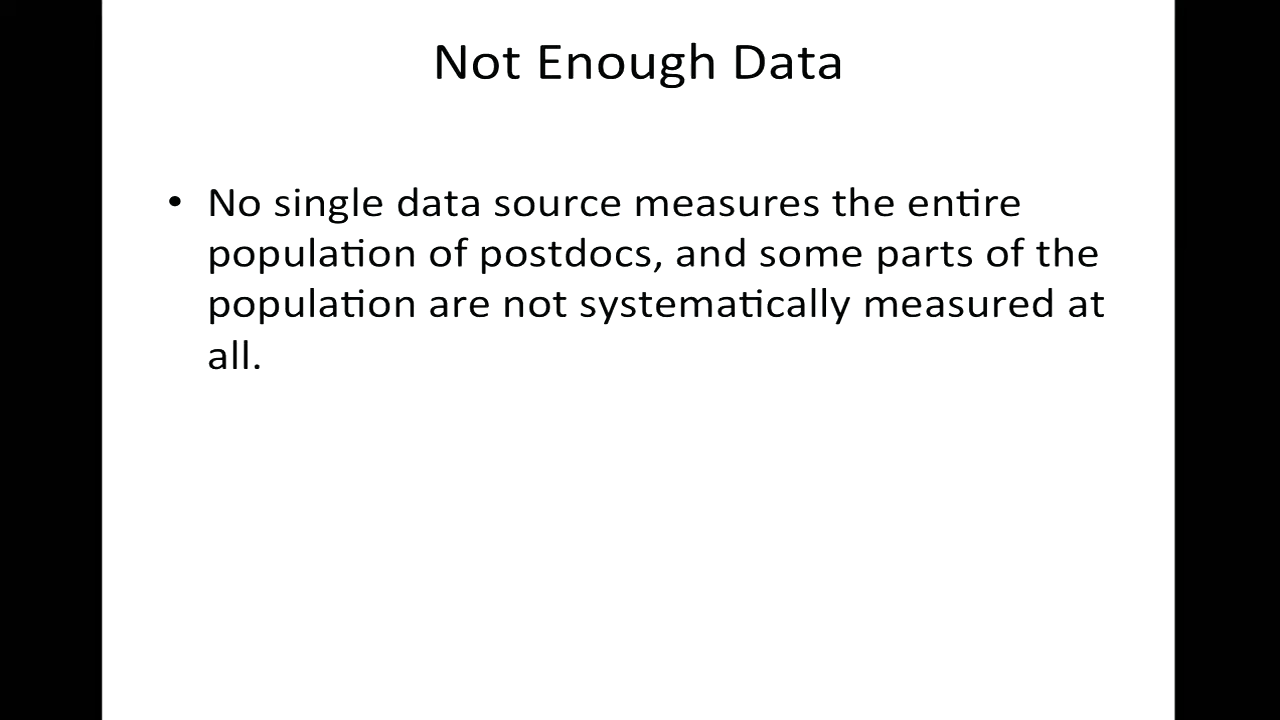 Not Enough Data
• No single data source measures the entire
population of postdocs, and some parts of the
population are not systematically measured at
all.